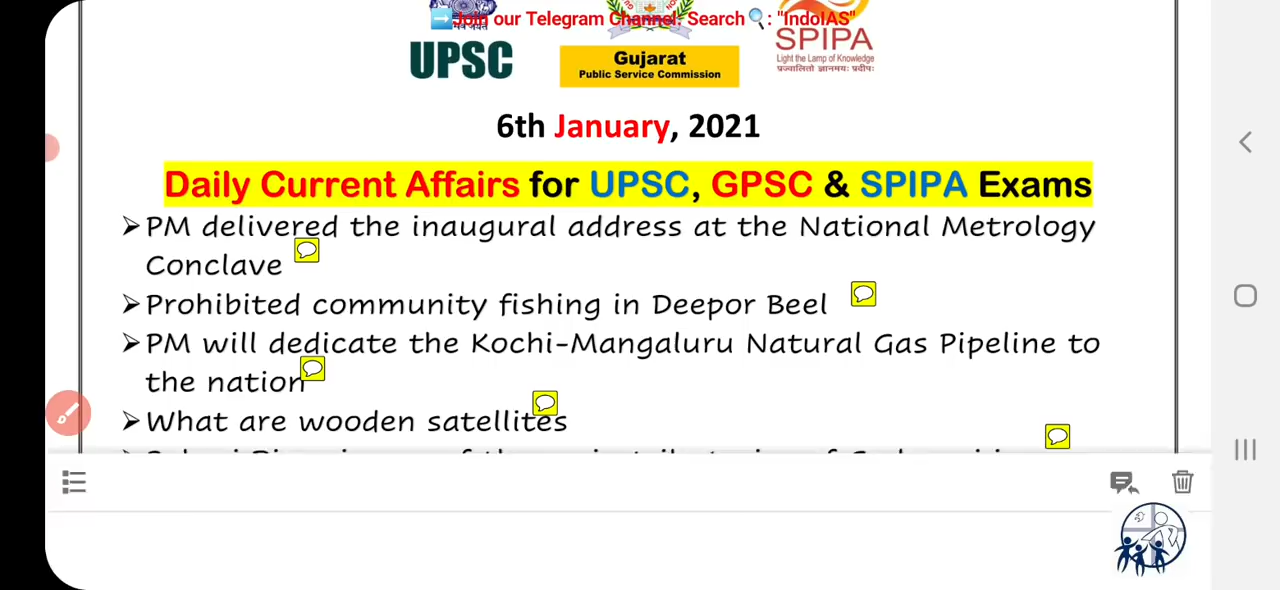 ➡️Join our Telegram Channel: Search🔍: "IndoIAS"
UPSC
Gujarat
Public Service Commission
SPIPA
Light the Lamp of Knowledge
प्रज्वालितो ज्ञानमयः प्रदीपः
6th January, 2021
Daily Current Affairs for UPSC, GPSC & SPIPA Exams
➢PM delivered the inaugural address at the National Metrology
Conclave
➢Prohibited community fishing in Deepor Beel
➢PM will dedicate the Kochi-Mangaluru Natural Gas Pipeline to
the nation
➢What are wooden satellites